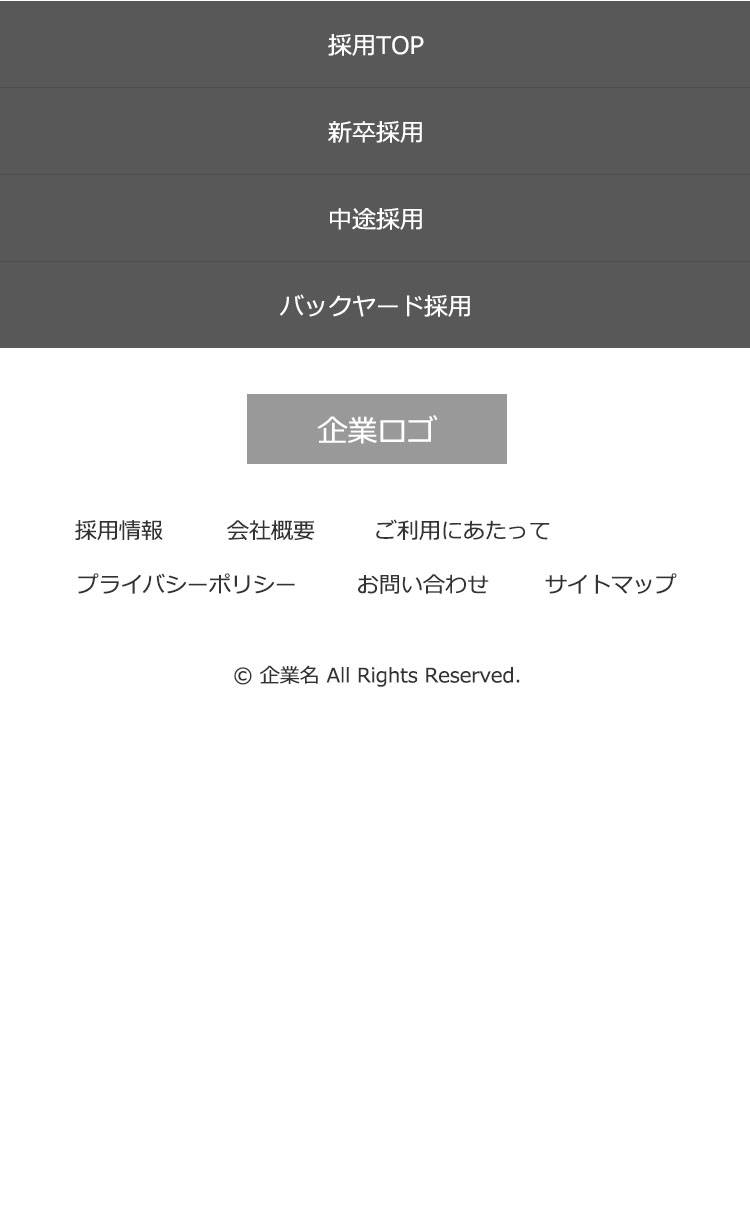 採用TOP
新卒採用
中途採用
バックヤード採用
企業ロゴ
採用情報 会社概要 ご利用にあたって
プライバシーポリシー お問い合わせ サイトマップ
© 企業名 All Rights Reserved.